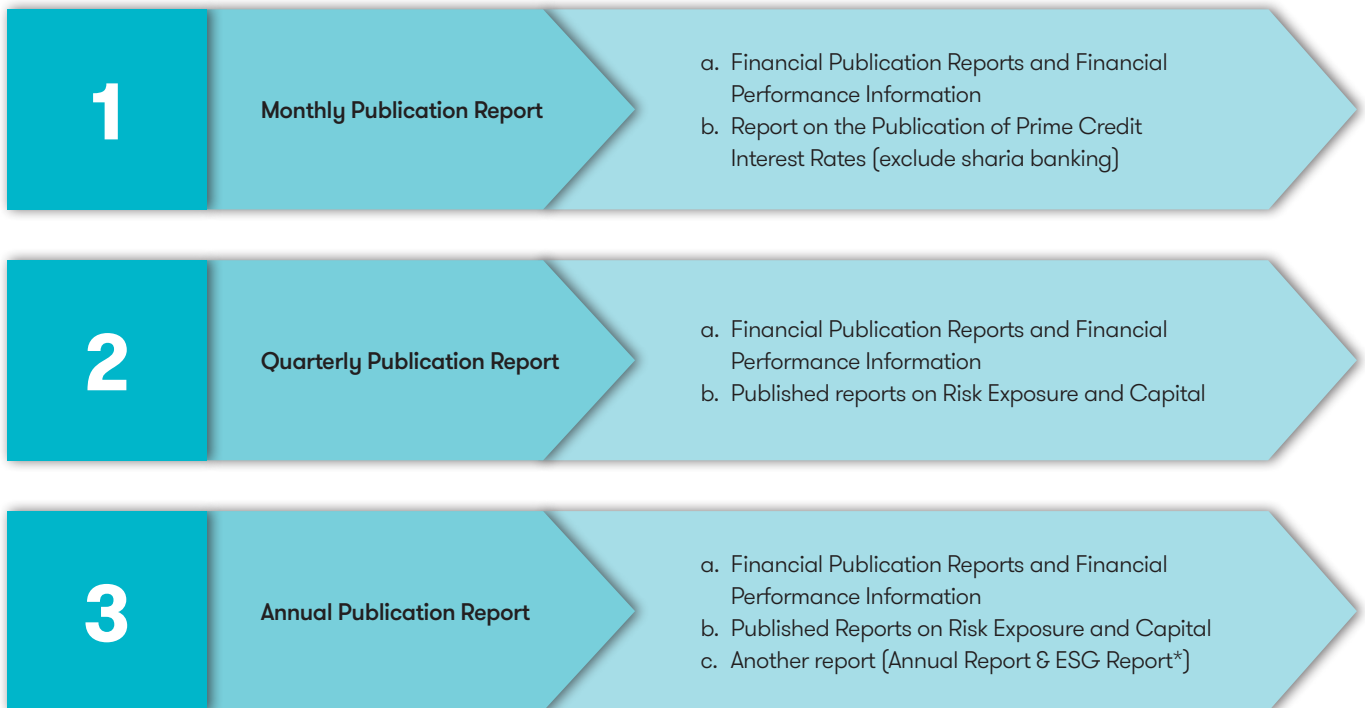 1
Monthly Publication Report
a. Financial Publication Reports and Financial
Performance Information
b. Report on the Publication of Prime Credit
Interest Rates (exclude sharia banking)
2
Quarterly Publication Report
a. Financial Publication Reports and Financial
Performance Information
b. Published reports on Risk Exposure and Capital
3
Annual Publication Report
a. Financial Publication Reports and Financial
Performance Information
b. Published Reports on Risk Exposure and Capital
c. Another report (Annual Report & ESG Report*)